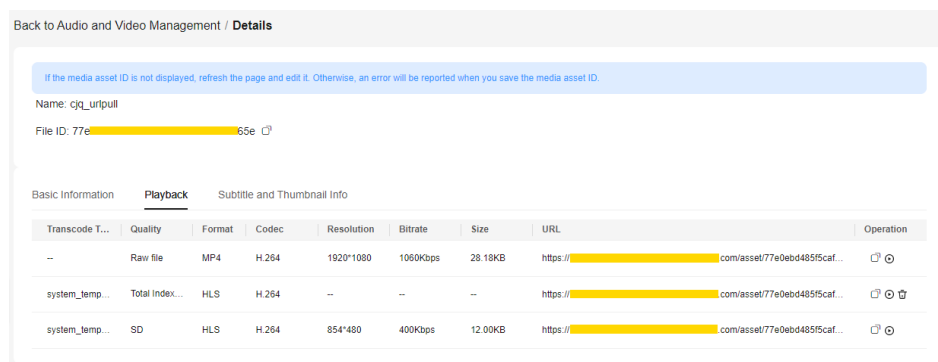 Back to Audio and Video Management / Details
If the media asset ID is not displayed, refresh the page and edit it. Otherwise, an error will be reported when you save the media asset ID.
Name: cjq_urlpull
File ID: 77e 65e
Basic Information Playback Subtitle and Thumbnail Info
Transcode T... Quality Format Codec Resolution Bitrate Size URL Operation
-- Raw file MP4 H.264 1920*1080 1060Kbps 28.18KB https:// .com/asset/77e0ebd485f5caf...
system_temp... Total Index... HLS H.264 -- -- -- https:// .com/asset/77e0ebd485f5caf...
system_temp... SD HLS H.264 854*480 400Kbps 12.00KB https:// .com/asset/77e0ebd485f5caf...